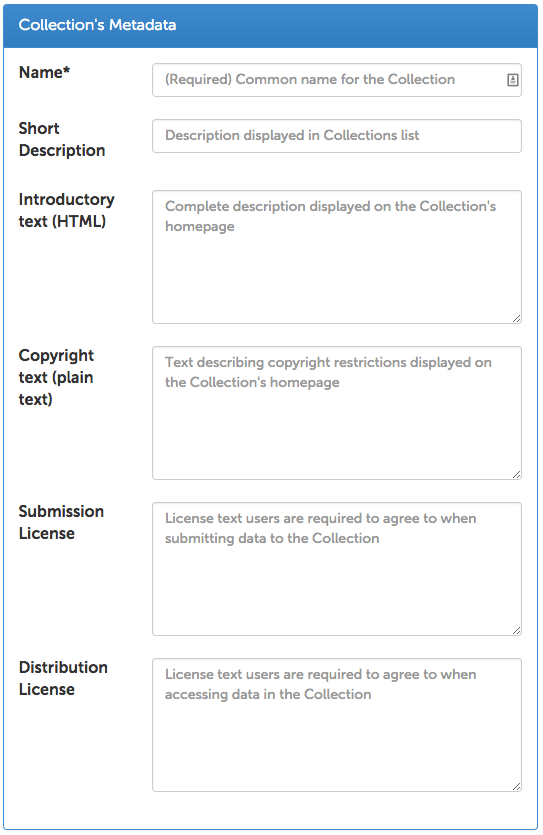 Collection's Metadata
Name*
(Required) Common name for the Collection
Short
Description
Description displayed in Collections list
Introductory
text (HTML)
Complete description displayed on the Collection's
homepage
Copyright
text (plain
text)
Text describing copyright restrictions displayed on
the Collection's homepage
Submission
License
License text users are required to agree to when
submitting data to the Collection
Distribution
License
License text users are required to agree to when
accessing data in the Collection